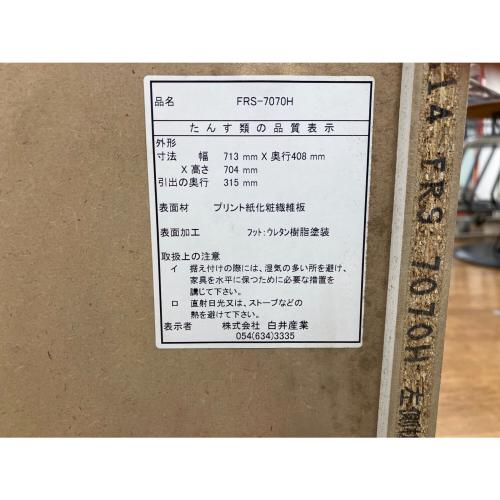 品名 FRS-7070H
たんす類の品質表示
外形
寸法 幅 713 mm X 奥行408 mm
X 高さ 704 mm
引出の奥行 315 mm
表面材 プリント紙化粧繊維板
表面加工 フット:ウレタン樹脂塗装
取扱上の注意
イ 据え付けの際には、湿気の多い所を避け、
家具を水平に保つために必要な措置を
講じて下さい。
ロ 直射日光又は、ストーブなどの
熱を避けて下さい。
表示者 株式会社 白井産業
054(634)3335
114 FRS-7070H 左側